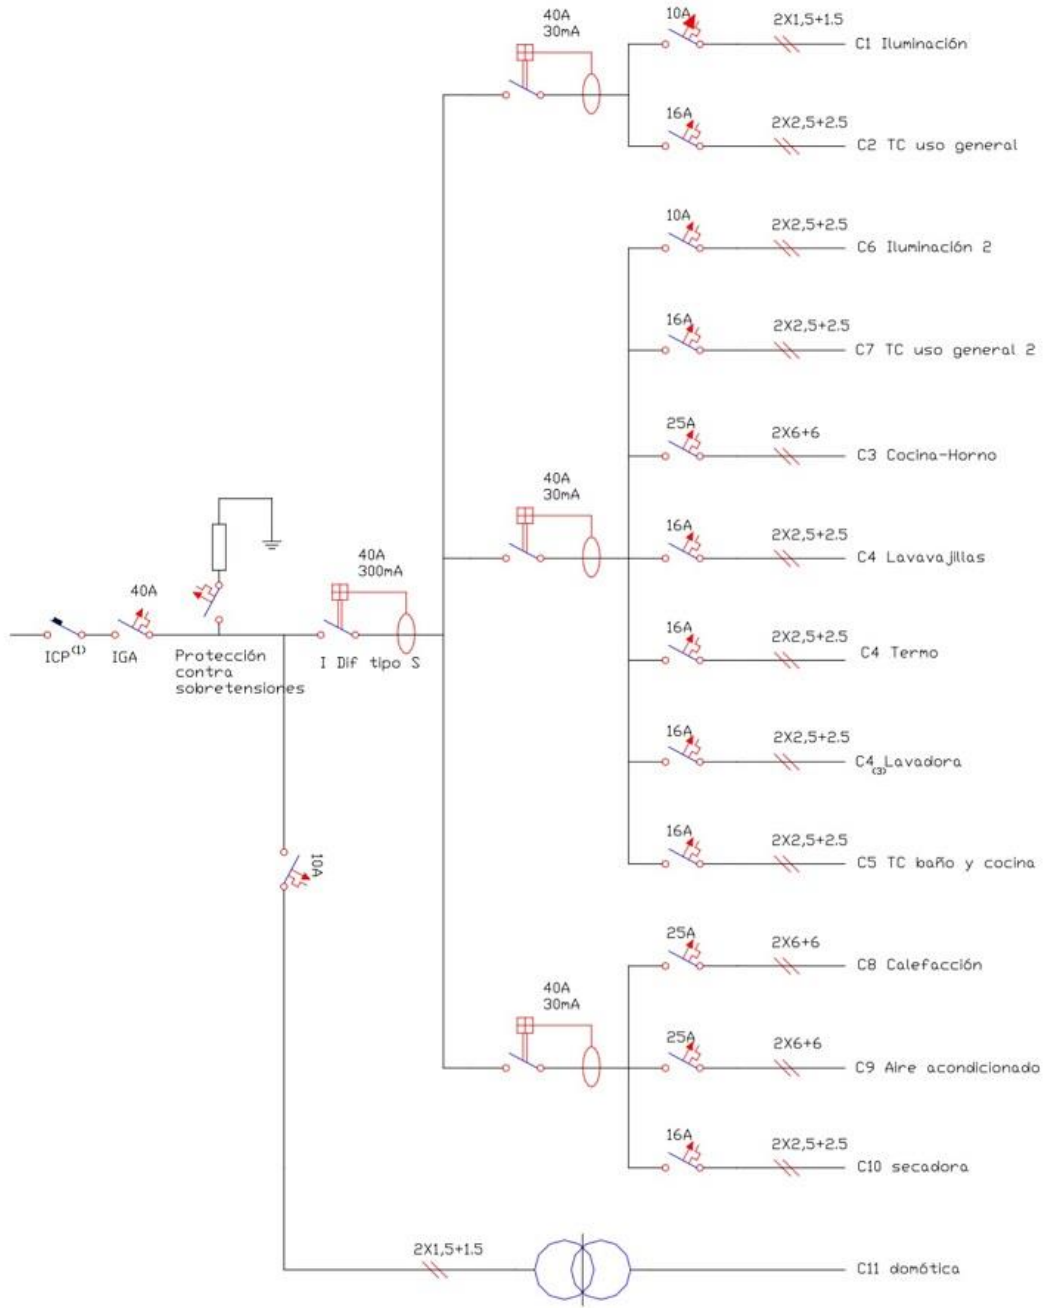 40A
30mA
10A
2X1,5+1.5
C1 Iluminación
16A
2X2,5+2.5
C2 TC uso general
10A
2X2,5+2.5
C6 Iluminación 2
16A
2X2,5+2.5
C7 TC uso general 2
25A
2X6+6
C3 Cocina-Horno
40A
30mA
16A
2X2,5+2.5
C4 Lavavajillas
40A
300mA
40A
ICP(1)
IGA
Protección
contra
sobretensiones
I Dif tipo S
16A
2X2,5+2.5
C4 Termo
16A
2X2,5+2.5
C4(3) Lavadora
10A
16A
2X2,5+2.5
C5 TC baño y cocina
25A
2X6+6
C8 Calefacción
40A
30mA
25A
2X6+6
C9 Aire acondicionado
16A
2X2,5+2.5
C10 secadora
2X1,5+1.5
C11 domótica